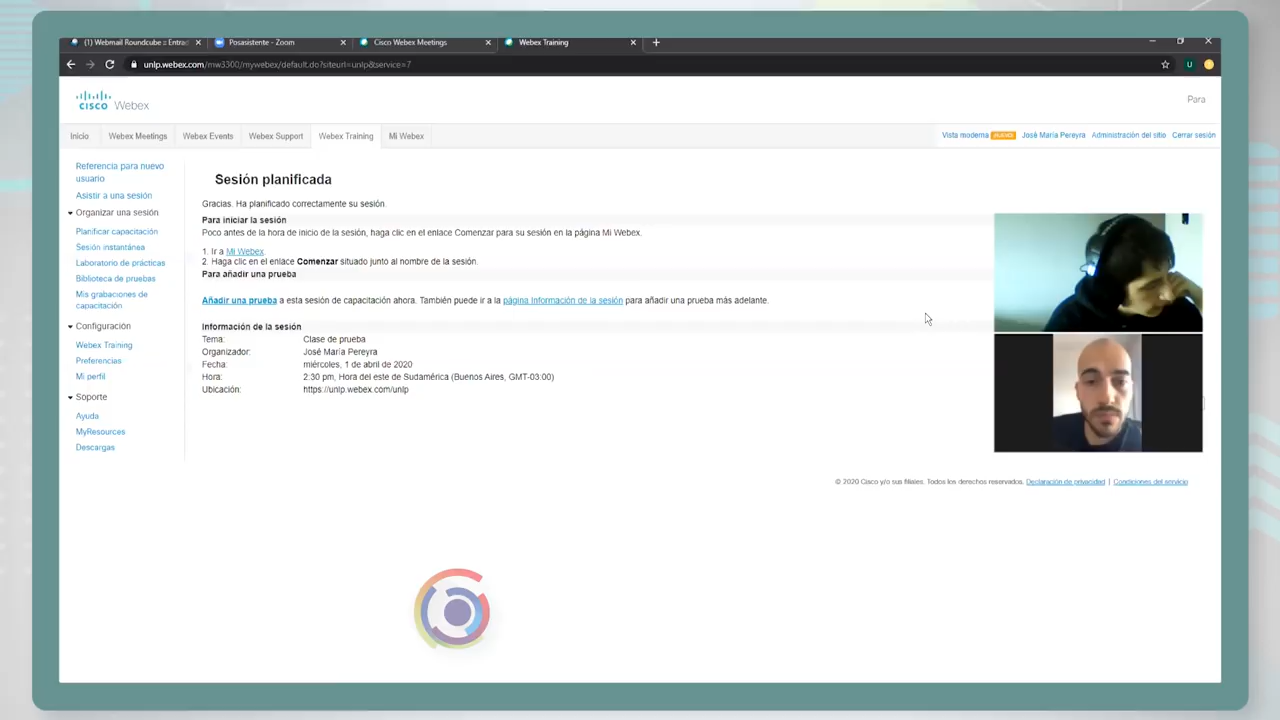 (1) Webmail Roundcube :: Entrad
Posasistente - Zoom
Cisco Webex Meetings
Webex Training
unlp.webex.com/mw3300/mywebex/default.do?siteurl=unlp&service=7
CISCO Webex
Para
Inicio
Webex Meetings
Webex Events
Webex Support
Webex Training
Mi Webex
Vista moderna
José María Pereyra
Administración del sitio
Cerrar sesión
Referencia para nuevo
usuario
Asistir a una sesión
Organizar una sesión
Planificar capacitación
Sesión instantánea
Laboratorio de prácticas
Biblioteca de pruebas
Mis grabaciones de
capacitación
Configuración
Webex Training
Preferencias
Mi perfil
Soporte
Ayuda
MyResources
Descargas
Sesión planificada
Gracias. Ha planificado correctamente su sesión.
Para iniciar la sesión
Poco antes de la hora de inicio de la sesión, haga clic en el enlace Comenzar para su sesión en la página Mi Webex.
1. Ir a Mi Webex.
2. Haga clic en el enlace Comenzar situado junto al nombre de la sesión.
Para añadir una prueba
Añadir una prueba a esta sesión de capacitación ahora. También puede ir a la página Información de la sesión para añadir una prueba más adelante.
Información de la sesión
Tema: Clase de prueba
Organizador: José María Pereyra
Fecha: miércoles, 1 de abril de 2020
Hora: 2:30 pm, Hora del este de Sudamérica (Buenos Aires, GMT-03:00)
Ubicación: https://unlp.webex.com/unlp
© 2020 Cisco y/o sus filiales. Todos los derechos reservados. Declaración de privacidad | Condiciones del servicio